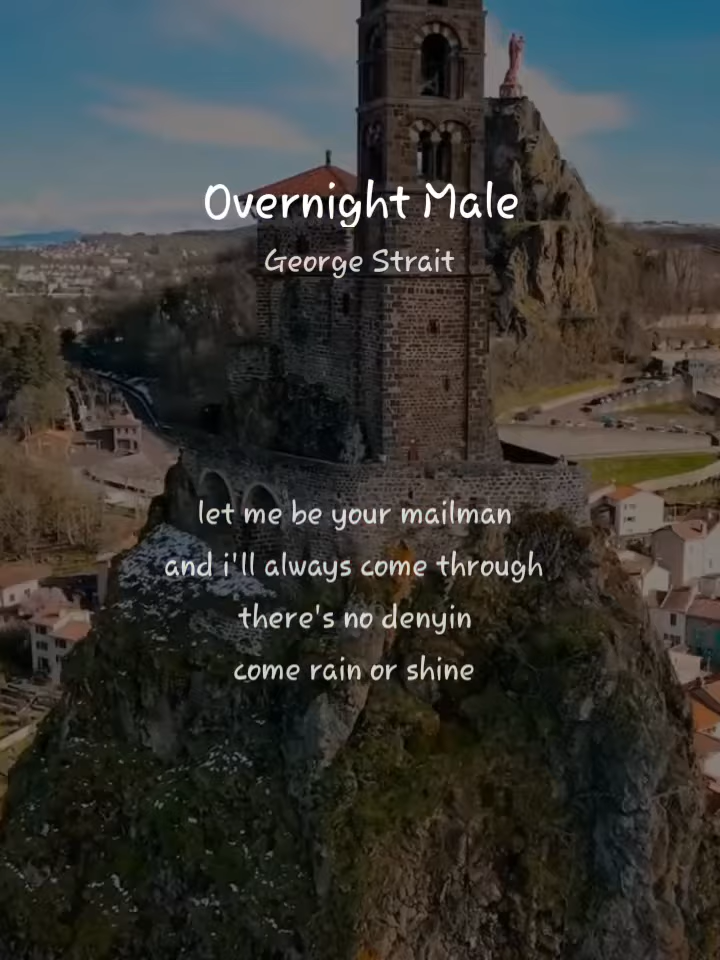 Overnight Male
George Strait
let me be your mailman
and i'll always come through
there's no denyin
come rain or shine